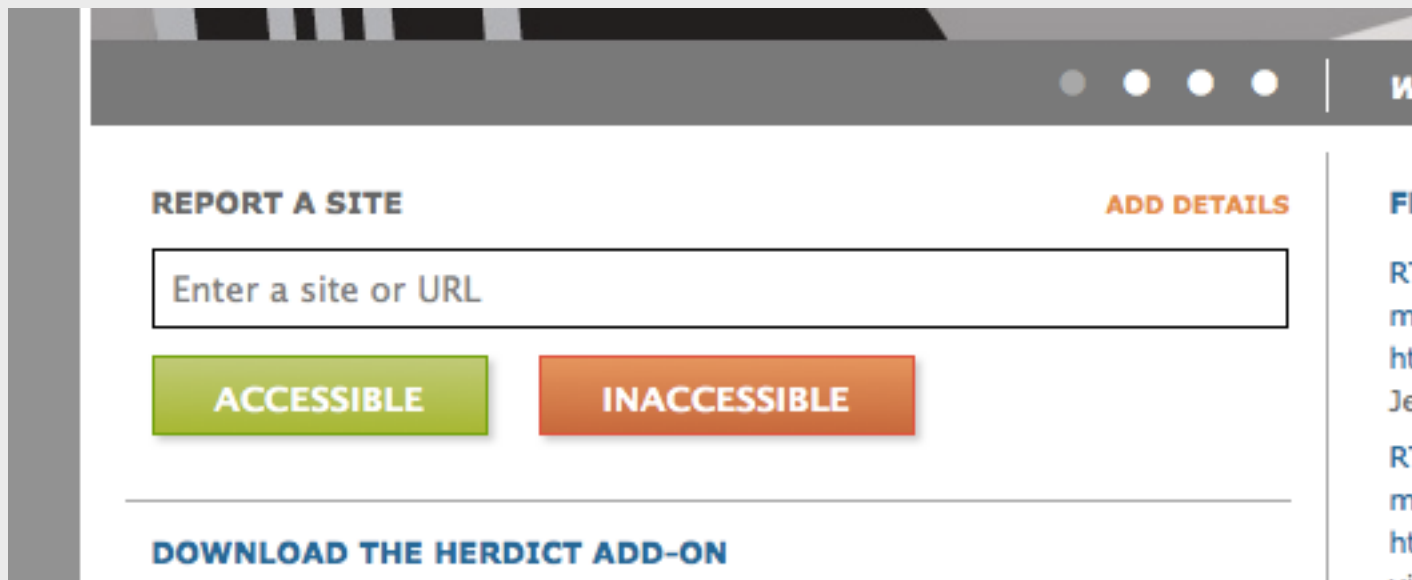 REPORT A SITE
ADD DETAILS
Enter a site or URL
ACCESSIBLE
INACCESSIBLE
DOWNLOAD THE HERDICT ADD-ON